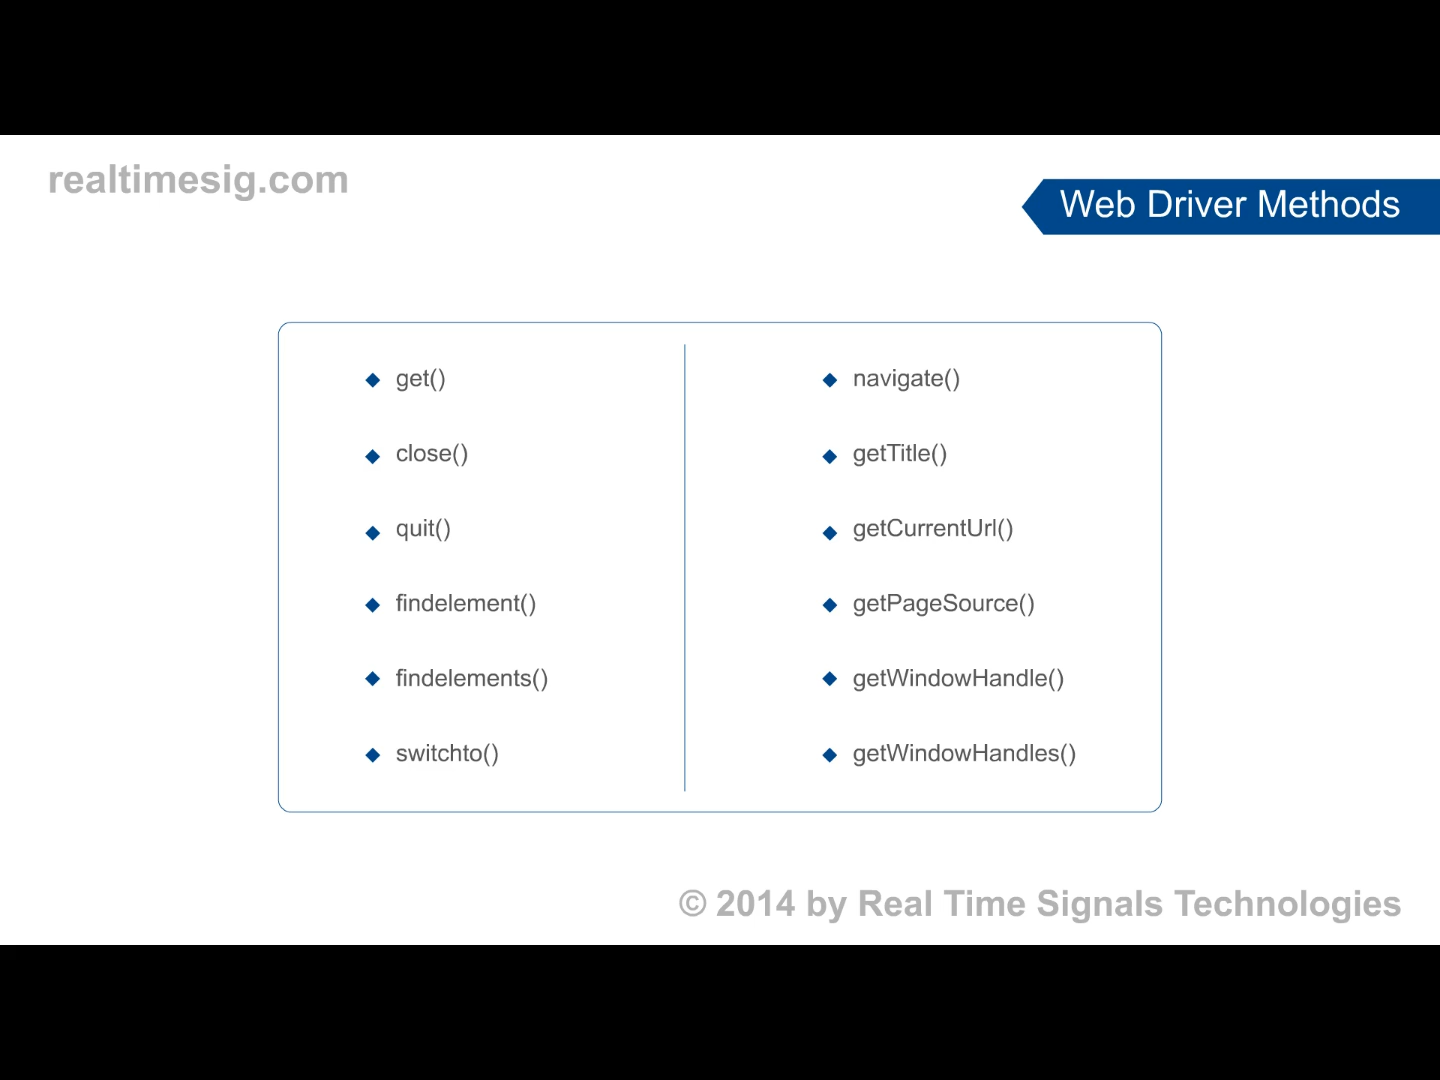 realtimesig.com
Web Driver Methods
get()
close()
quit()
findelement()
findelements()
switchto()
navigate()
getTitle()
getCurrentUrl()
getPageSource()
getWindowHandle()
getWindowHandles()
© 2014 by Real Time Signals Technologies